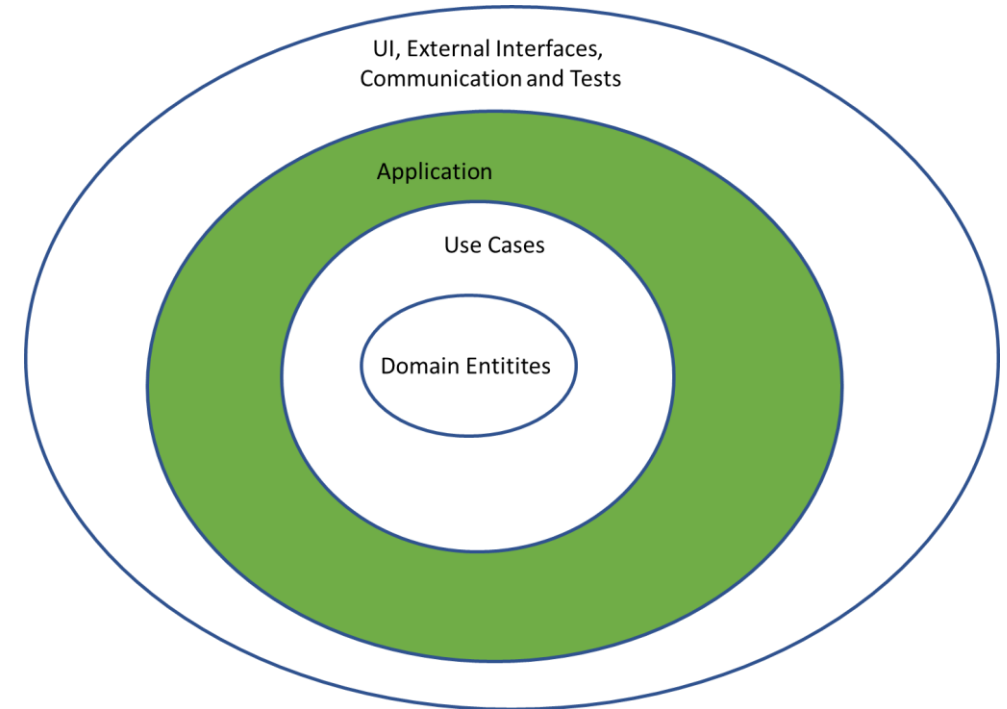 UI, External Interfaces,
Communication and Tests
Application
Use Cases
Domain Entitites